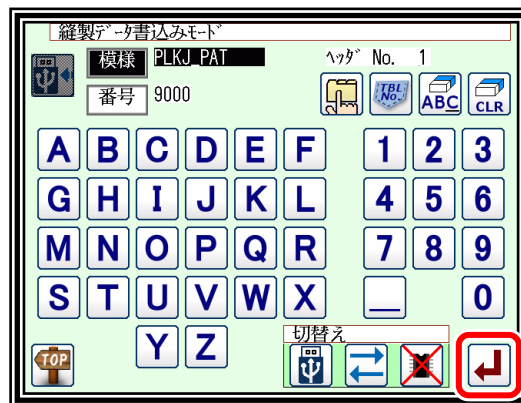 縫製ﾃﾞｰﾀ書込みﾓｰﾄﾞ
模様 PLKJ_PAT ﾍｯﾀﾞ No. 1
番号 9000
TBL No. ABC CLR
A B C D E F 1 2 3
G H I J K L 4 5 6
M N O P Q R 7 8 9
S T U V W X _ 0
Y Z 切替え
TOP